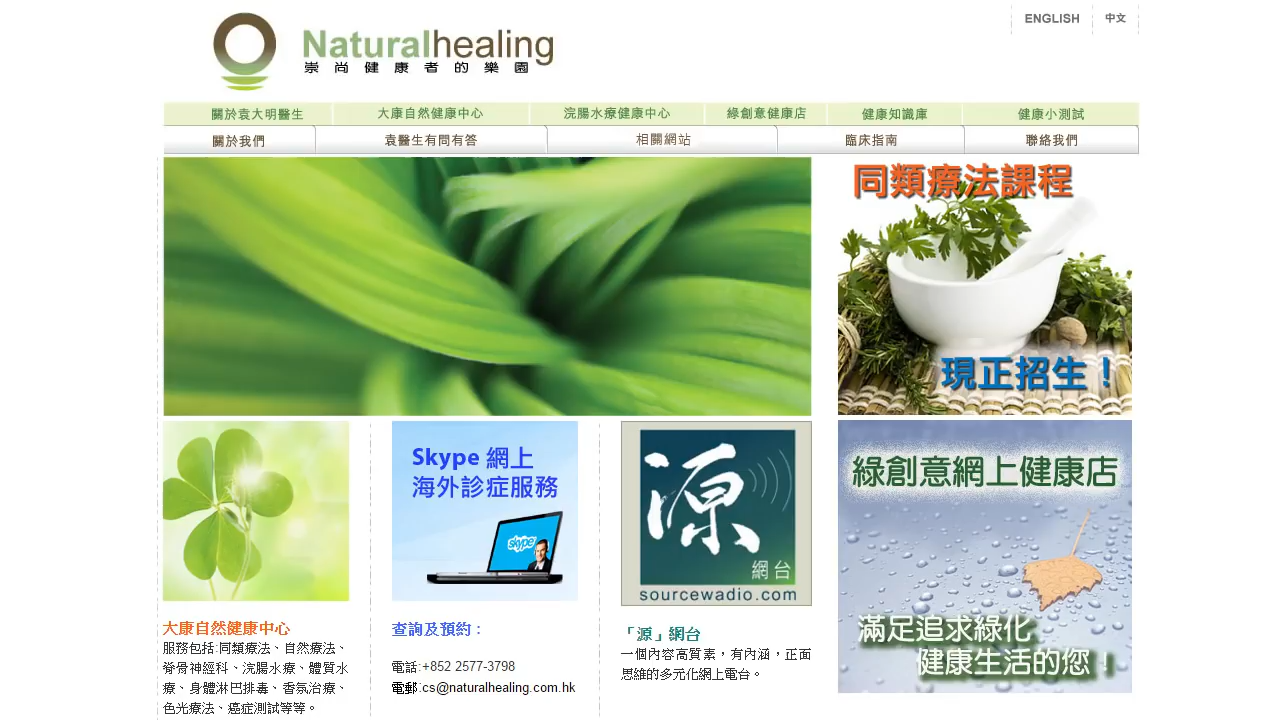 ENGLISH
中文
Naturalhealing
崇尚健康者的樂園
關於袁大明醫生
大康自然健康中心
浣腸水療健康中心
綠創意健康店
健康知識庫
健康小測試
關於我們
袁醫生有問有答
相關網站
臨床指南
聯絡我們
同類療法課程
現正招生！
Skype 網上
海外診症服務
skype
源
網台
sourcewadio.com
綠創意網上健康店
滿足追求綠化
健康生活的您！
大康自然健康中心
服務包括:同類療法、自然療法、
脊骨神經科、浣腸水療、體質水
療、身體淋巴排毒、香氛治療、
色光療法、癌症測試等等。
查詢及預約：
電話:+852 2577-3798
電郵:cs@naturalhealing.com.hk
「源」網台
一個內容高質素，有內涵，正面
思維的多元化網上電台。